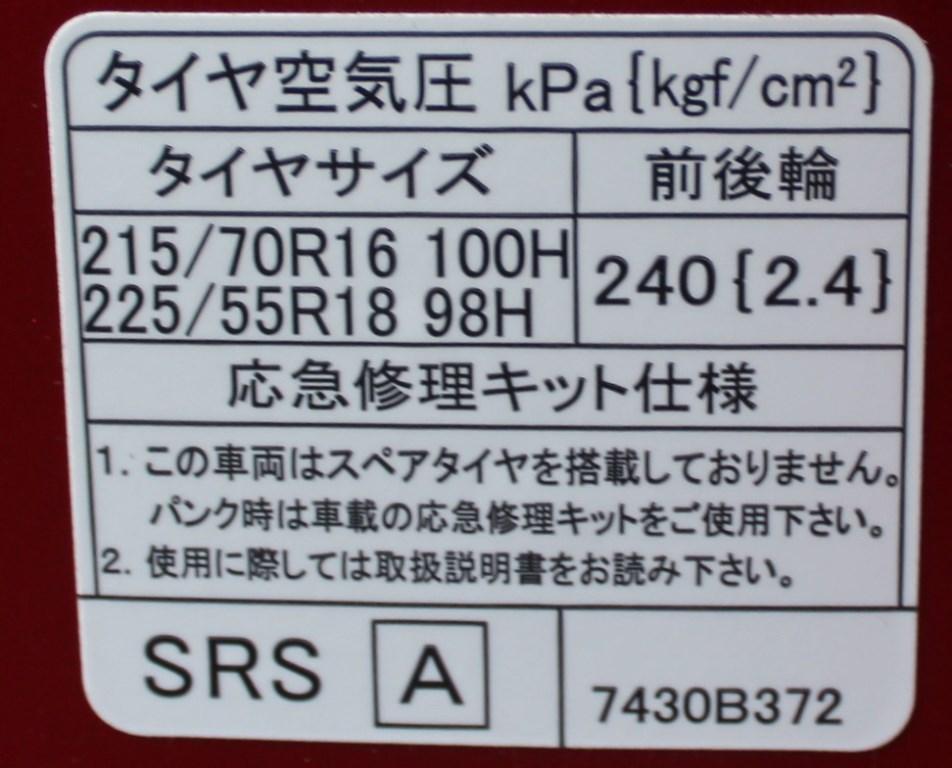 タイヤ空気圧 kPa{kgf/cm²}
タイヤサイズ 前後輪
215/70R16 100H
225/55R18 98H
240{2.4}
応急修理キット仕様
1. この車両はスペアタイヤを搭載しておりません。
パンク時は車載の応急修理キットをご使用下さい。
2. 使用に際しては取扱説明書をお読み下さい。
SRS A 7430B372